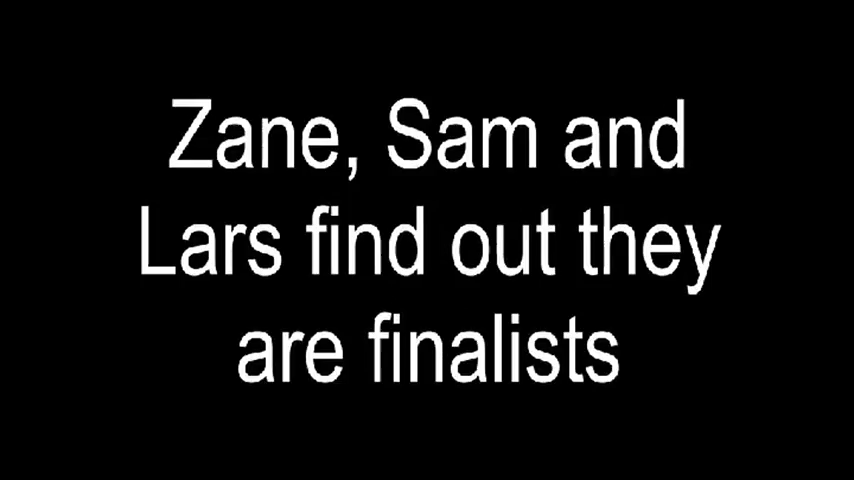 Zane, Sam and
Lars find out they
are finalists